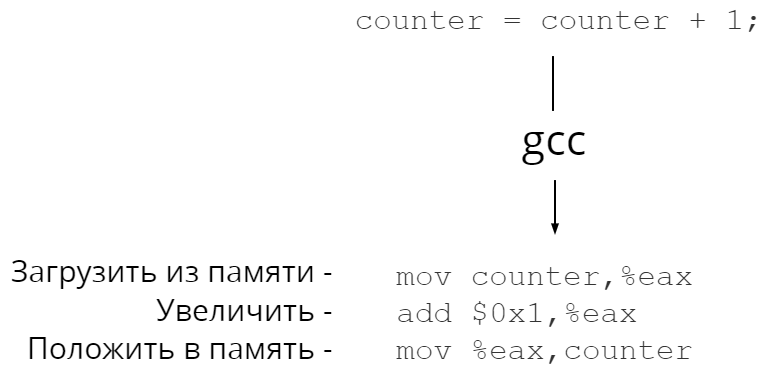 counter = counter + 1;
gcc
Загрузить из памяти - mov counter,%eax
Увеличить - add $0x1,%eax
Положить в память - mov %eax,counter